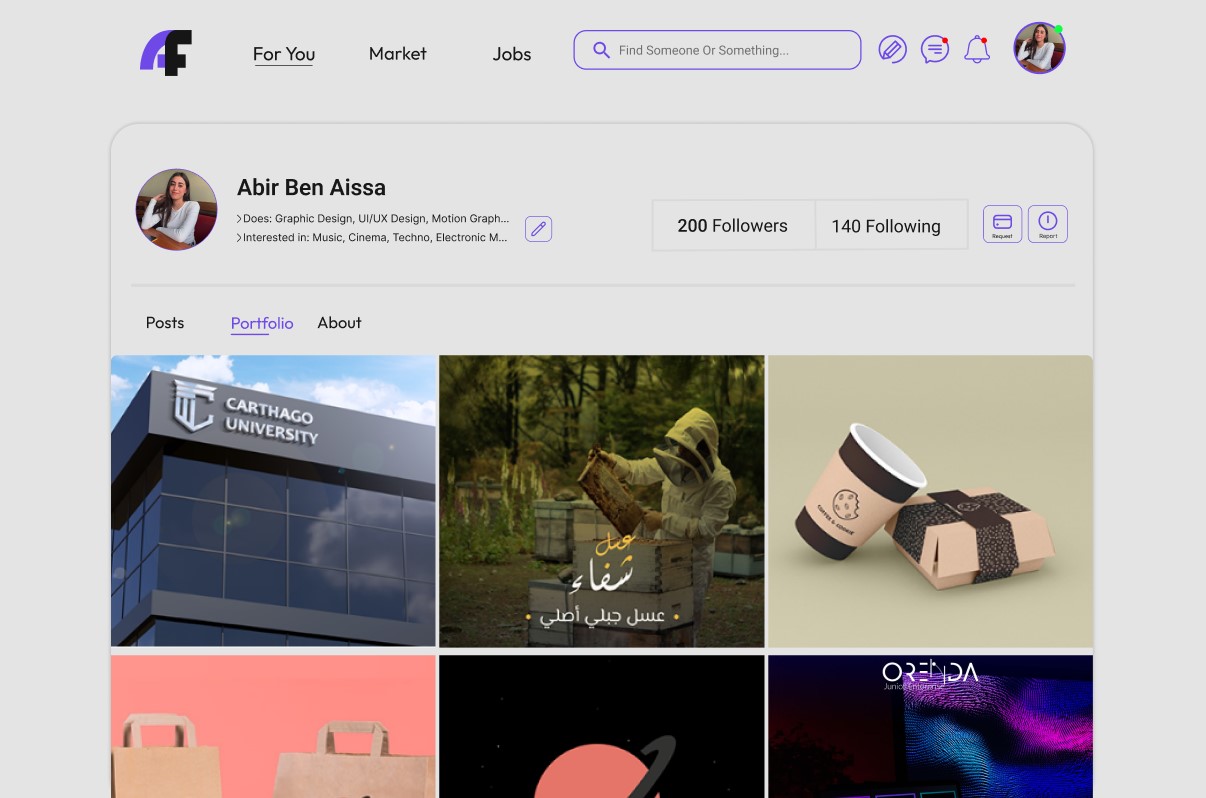 AF
For You
Market
Jobs
Find Someone Or Something...
Abir Ben Aissa
Does: Graphic Design, UI/UX Design, Motion Graph...
Interested in: Music, Cinema, Techno, Electronic M...
200 Followers
140 Following
Request
Report
Posts
Portfolio
About
CARTHAGO
UNIVERSITY
عسل
شفاء
• عسل جبلي أصلي •
COFFEE & COOKIE
ORENDA
Junior Enterprise